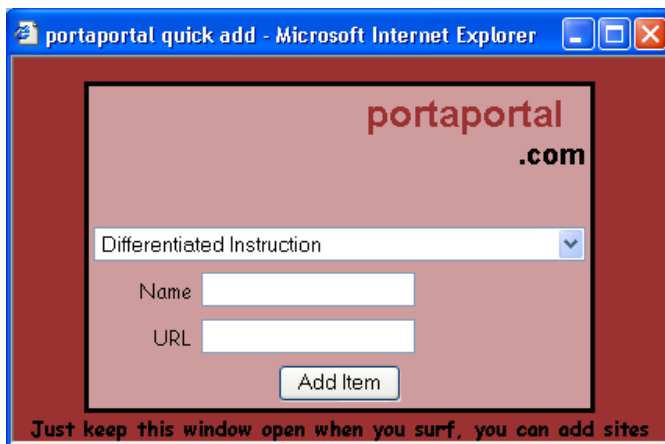 portaportal quick add - Microsoft Internet Explorer
portaportal
.com
Differentiated Instruction
Name
URL
Add Item
Just keep this window open when you surf, you can add sites